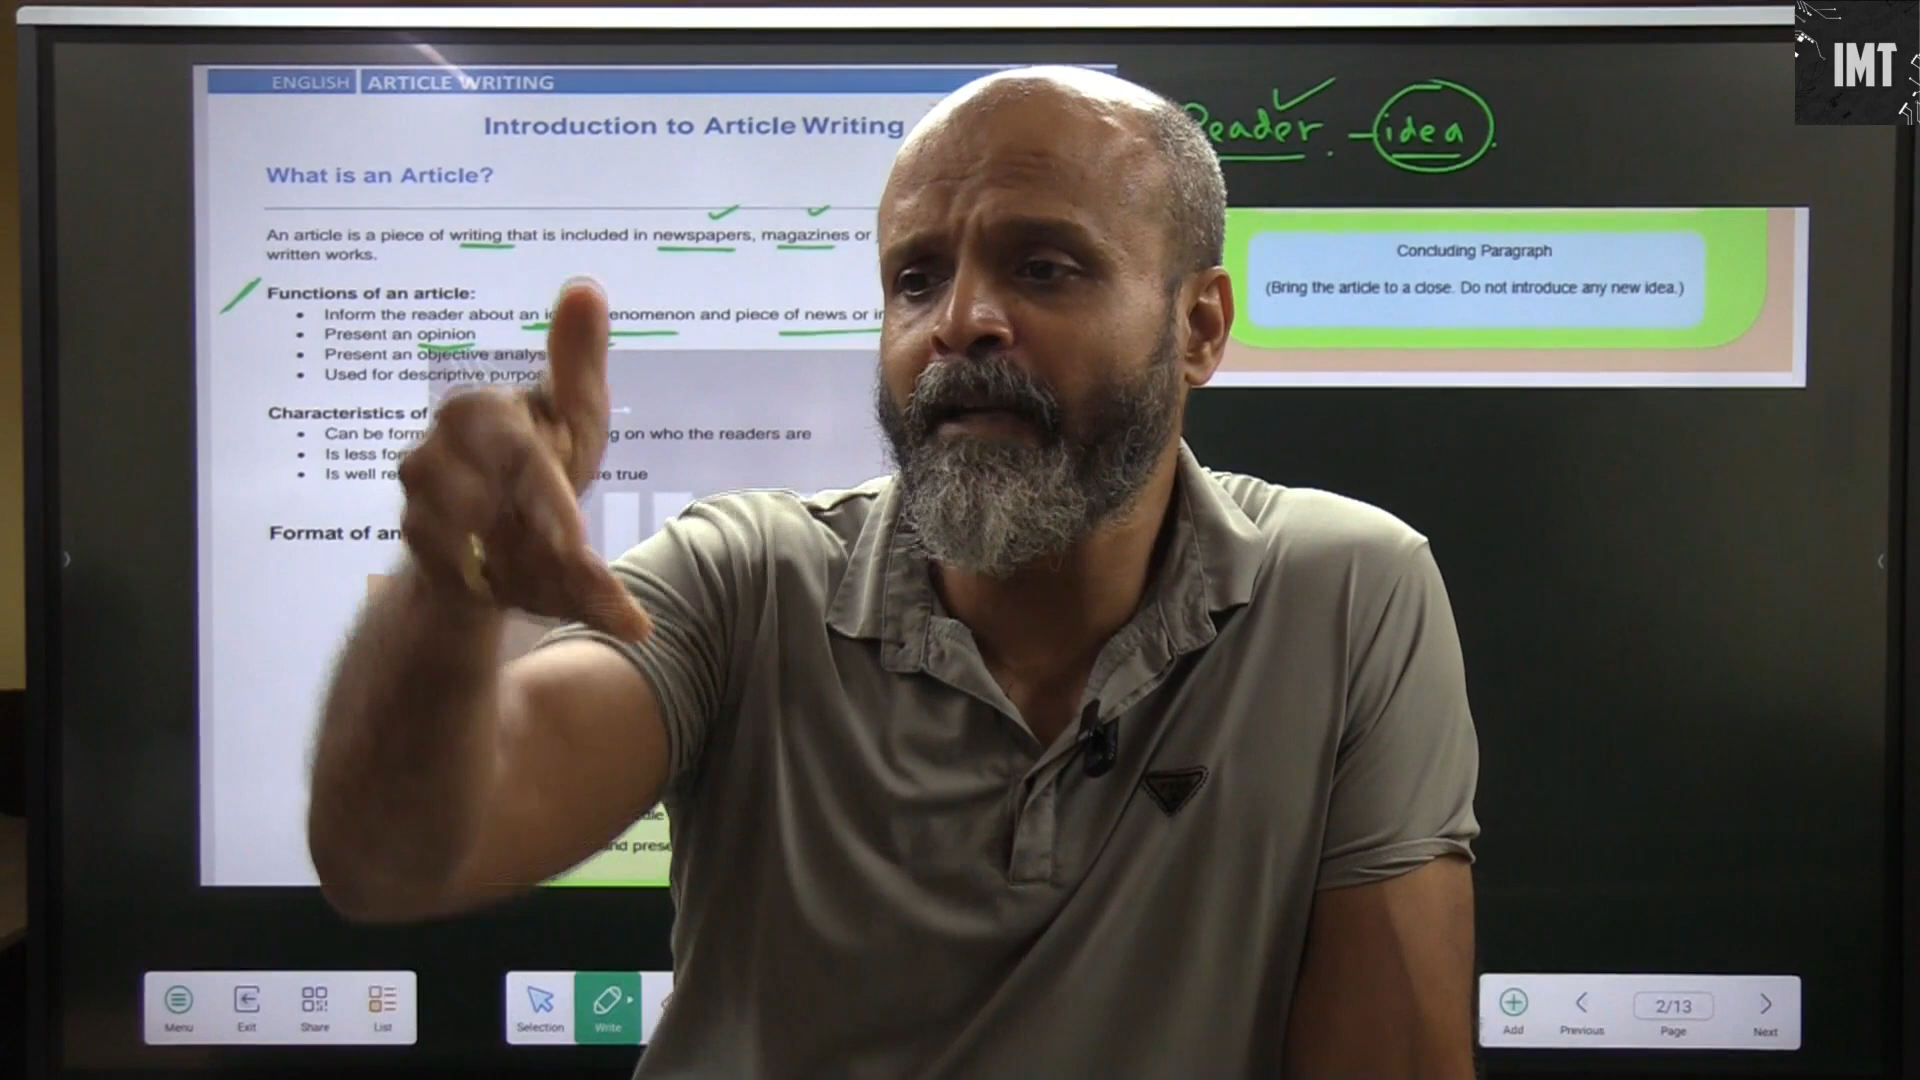 IMT
ENGLISH ARTICLE WRITING
Introduction to Article Writing
Reader. - idea.
What is an Article?
An article is a piece of writing that is included in newspapers, magazines or
written works.
Functions of an article:
Inform the reader about an enomenon and piece of news or
Present an opinion
Present an objective
Used for descriptive
Characteristics of
Can be on who the readers are
Is less
Is well true
Format of an
Concluding Paragraph
(Bring the article to a close. Do not introduce any new idea.)
Menu Exit Share List Selection Write Add Previous 2/13 Page Next